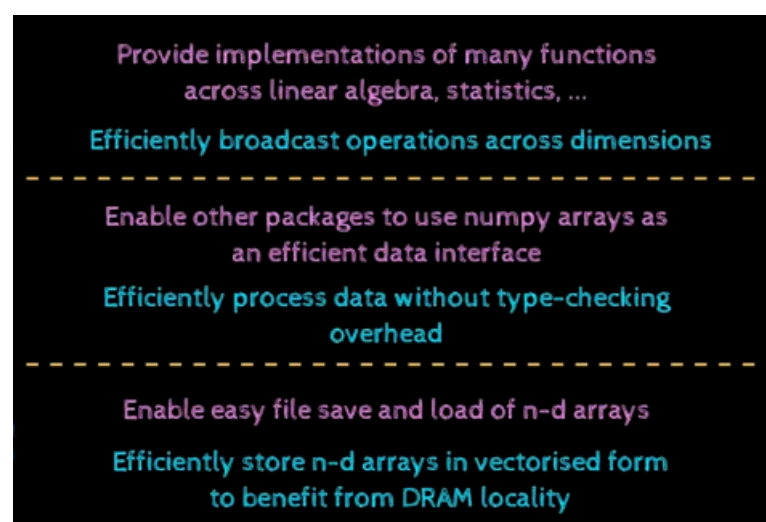 Provide implementations of many functions
across linear algebra, statistics, ...
Efficiently broadcast operations across dimensions
Enable other packages to use numpy arrays as
an efficient data interface
Efficiently process data without type-checking
overhead
Enable easy file save and load of n-d arrays
Efficiently store n-d arrays in vectorised form
to benefit from DRAM locality